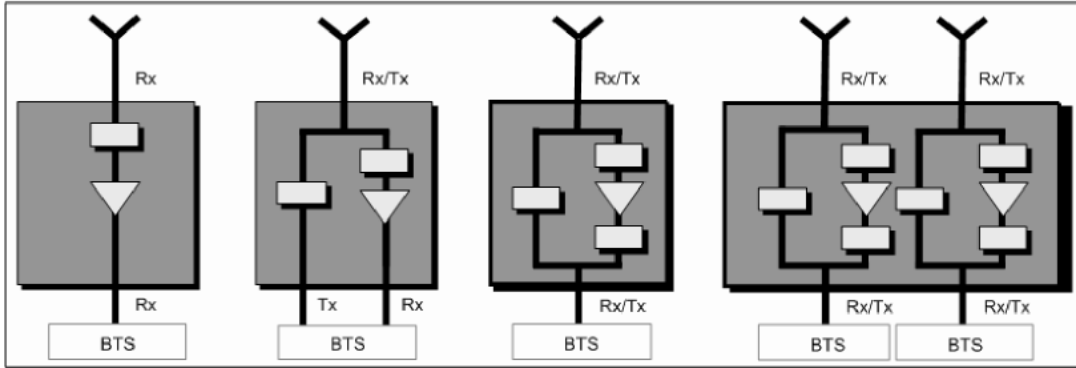 Rx Rx/Tx Rx/Tx Rx/Tx Rx/Tx
Rx Tx Rx Rx/Tx Rx/Tx Rx/Tx
BTS BTS BTS BTS BTS